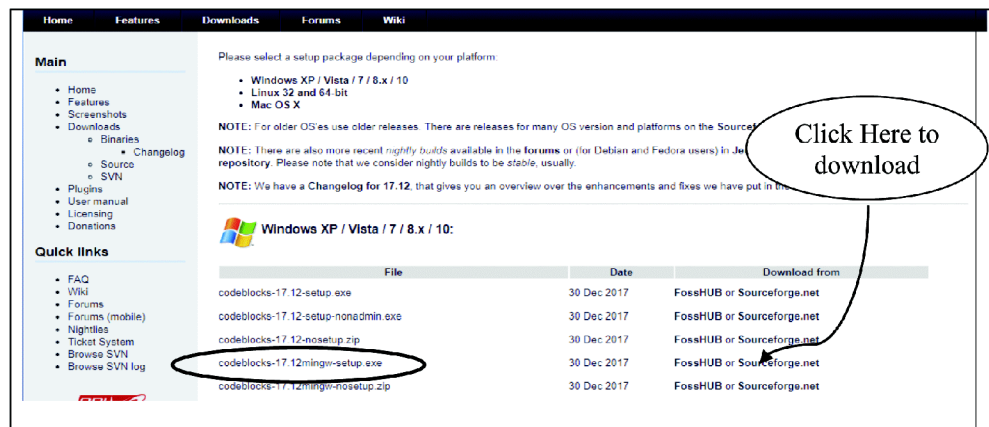 Home Features Downloads Forums Wiki
Main
• Home
• Features
• Screenshots
• Downloads
o Binaries
▪ Changelog
o Source
o SVN
• Plugins
• User manual
• Licensing
• Donations
Quick links
• FAQ
• Wiki
• Forums
• Forums (mobile)
• Nightlies
• Ticket System
• Browse SVN
• Browse SVN log
Please select a setup package depending on your platform:
• Windows XP / Vista / 7 / 8.x / 10
• Linux 32 and 64-bit
• Mac OS X
NOTE: For older OS'es use older releases. There are releases for many OS version and platforms on the
NOTE: There are also more recent nightly builds available in the forums or (for Debian and Fedora users) in
repository. Please note that we consider nightly builds to be stable, usually.
NOTE: We have a Changelog for 17.12, that gives you an overview over the enhancements and fixes we have put in the
Click Here to
download
Windows XP / Vista / 7 / 8.x / 10:
File Date Download from
codeblocks-17.12-setup.exe 30 Dec 2017 FossHUB or Sourceforge.net
codeblocks-17.12-setup-nonadmin.exe 30 Dec 2017 FossHUB or Sourceforge.net
codeblocks-17.12-nosetup.zip 30 Dec 2017 FossHUB or Sourceforge.net
codeblocks-17.12mingw-setup.exe 30 Dec 2017 FossHUB or Sourceforge.net
codeblocks-17.12mingw-nosetup.zip 30 Dec 2017 FossHUB or Sourceforge.net